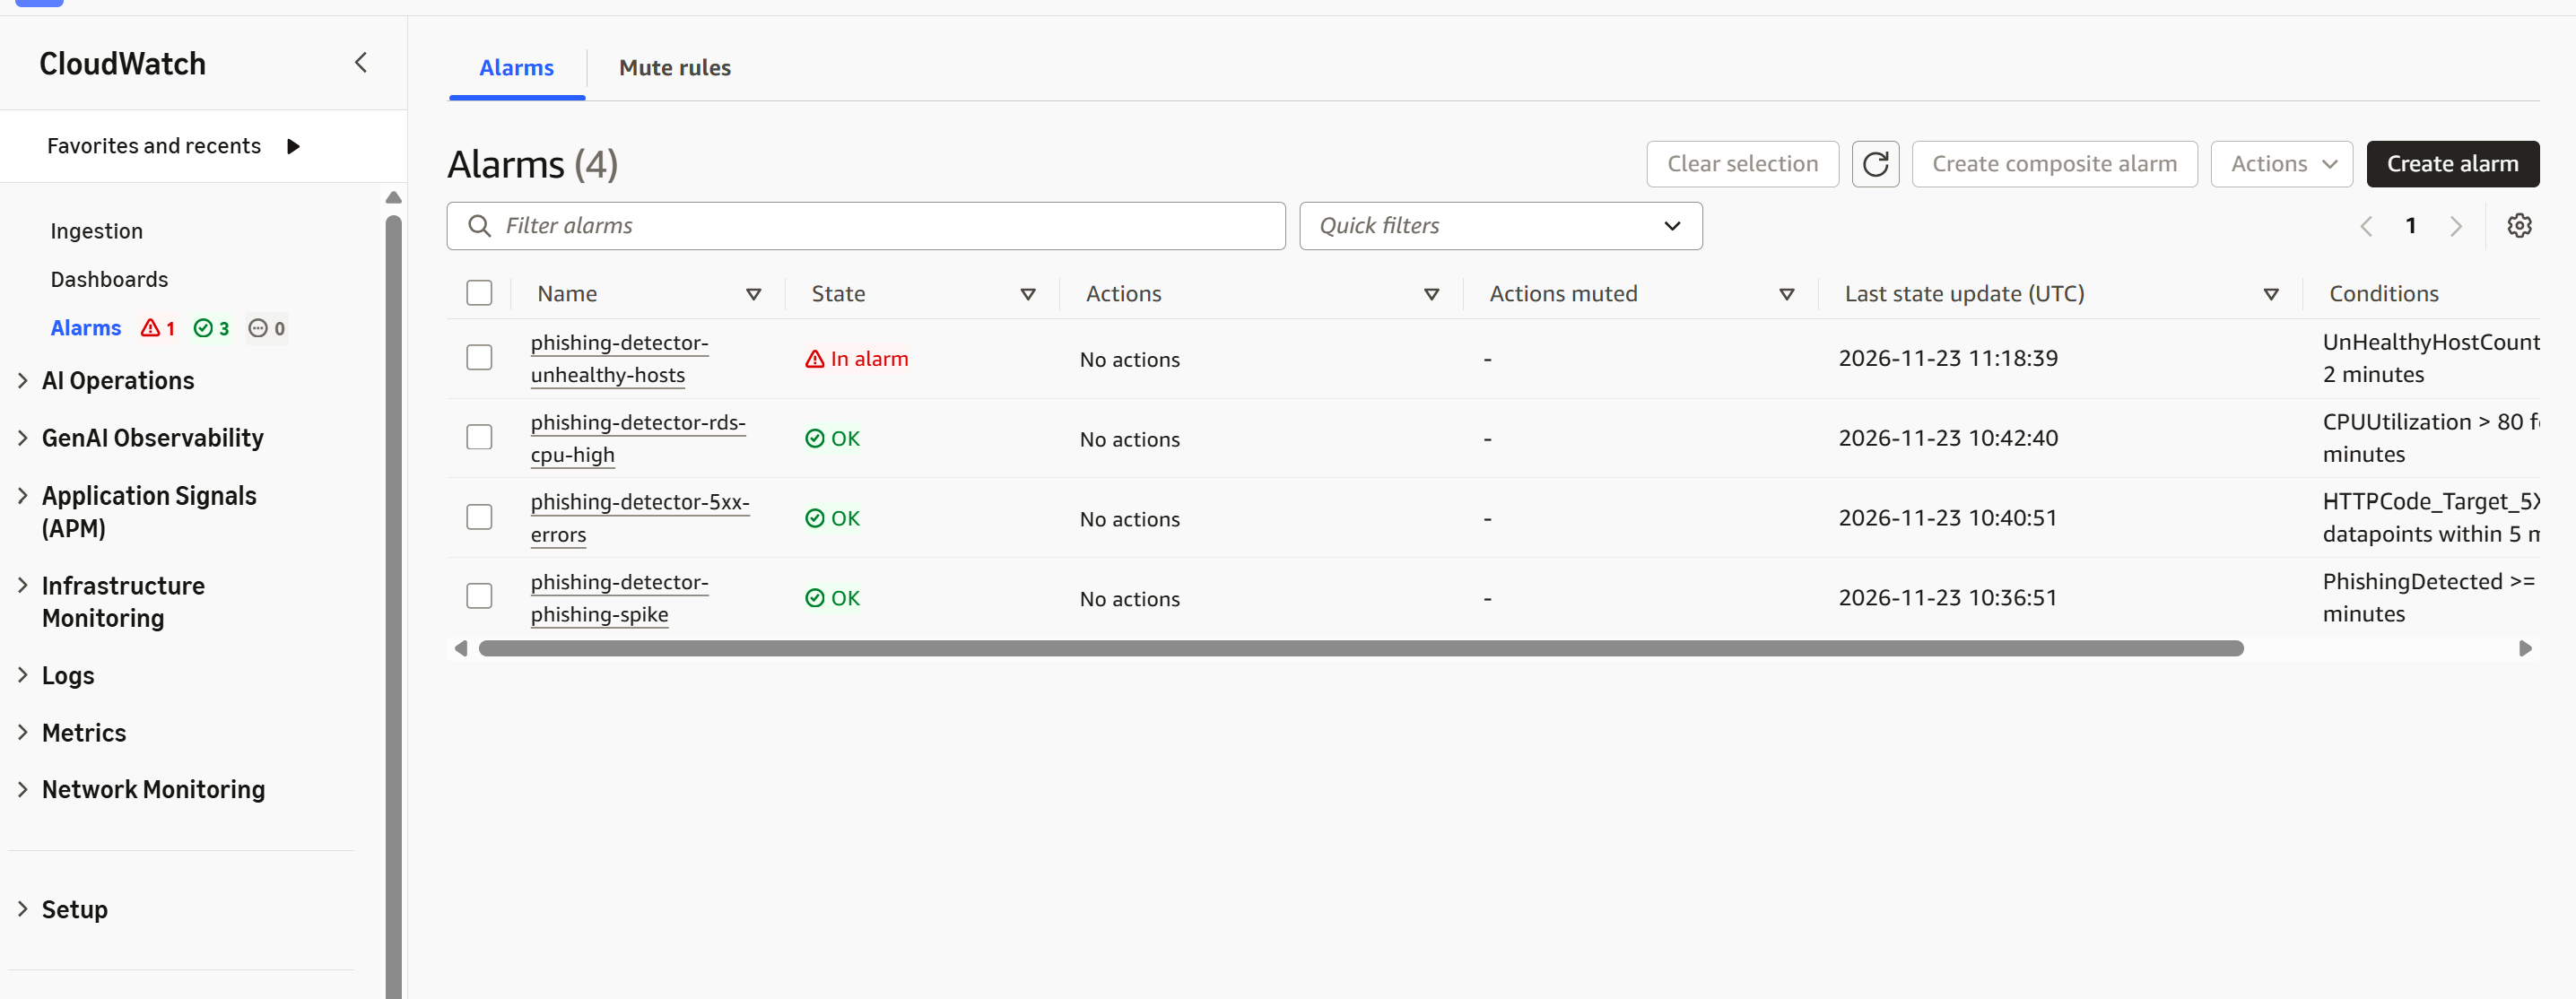 CloudWatch
Favorites and recents
Ingestion
Dashboards
Alarms 1 3 0
AI Operations
GenAI Observability
Application Signals
(APM)
Infrastructure
Monitoring
Logs
Metrics
Network Monitoring
Setup
Alarms Mute rules
Alarms (4)
Clear selection Create composite alarm Actions Create alarm
Filter alarms Quick filters 1
Name State Actions Actions muted Last state update (UTC) Conditions
phishing-detector-
unhealthy-hosts
In alarm No actions - 2026-11-23 11:18:39
UnHealthyHostCount
2 minutes
phishing-detector-rds-
cpu-high
OK No actions - 2026-11-23 10:42:40
CPUUtilization > 80
minutes
phishing-detector-5xx-
errors
OK No actions - 2026-11-23 10:40:51
HTTPCode_Target_5
datapoints within 5
phishing-detector-
phishing-spike
OK No actions - 2026-11-23 10:36:51
PhishingDetected >=
minutes